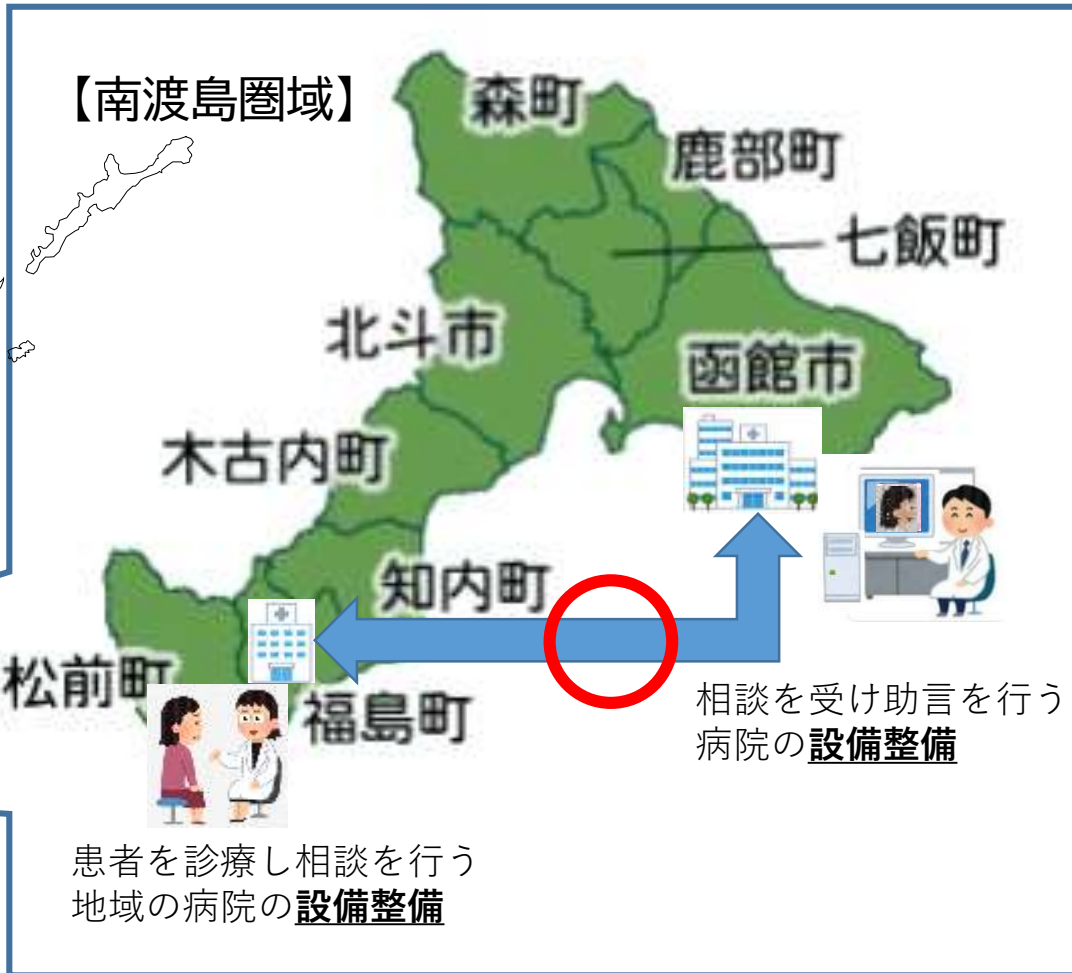 【南渡島圏域】
森町
鹿部町
七飯町
北斗市
函館市
木古内町
知内町
松前町
福島町
相談を受け助言を行う
病院の設備整備
患者を診療し相談を行う
地域の病院の設備整備